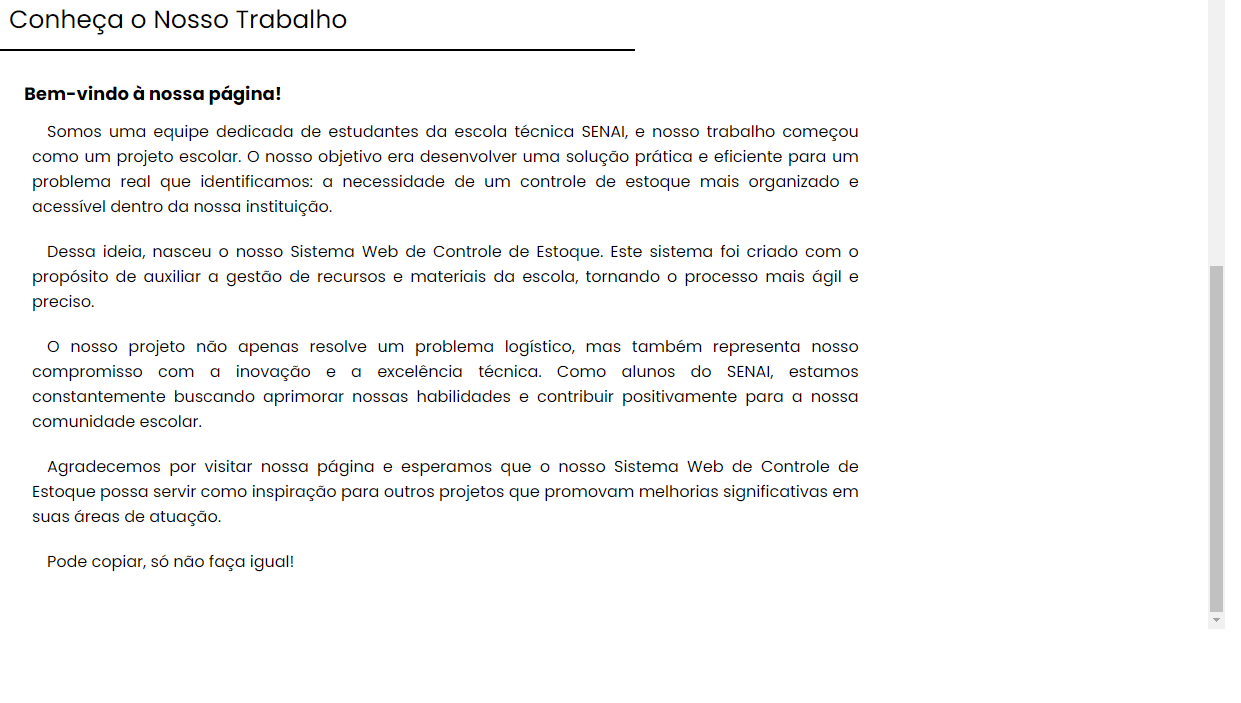 Conheça o Nosso Trabalho
Bem-vindo à nossa página!
Somos uma equipe dedicada de estudantes da escola técnica SENAI, e nosso trabalho começou
como um projeto escolar. O nosso objetivo era desenvolver uma solução prática e eficiente para um
problema real que identificamos: a necessidade de um controle de estoque mais organizado e
acessível dentro da nossa instituição.
Dessa ideia, nasceu o nosso Sistema Web de Controle de Estoque. Este sistema foi criado com o
propósito de auxiliar a gestão de recursos e materiais da escola, tornando o processo mais ágil e
preciso.
O nosso projeto não apenas resolve um problema logístico, mas também representa nosso
compromisso com a inovação e a excelência técnica. Como alunos do SENAI, estamos
constantemente buscando aprimorar nossas habilidades e contribuir positivamente para a nossa
comunidade escolar.
Agradecemos por visitar nossa página e esperamos que o nosso Sistema Web de Controle de
Estoque possa servir como inspiração para outros projetos que promovam melhorias significativas em
suas áreas de atuação.
Pode copiar, só não faça igual!